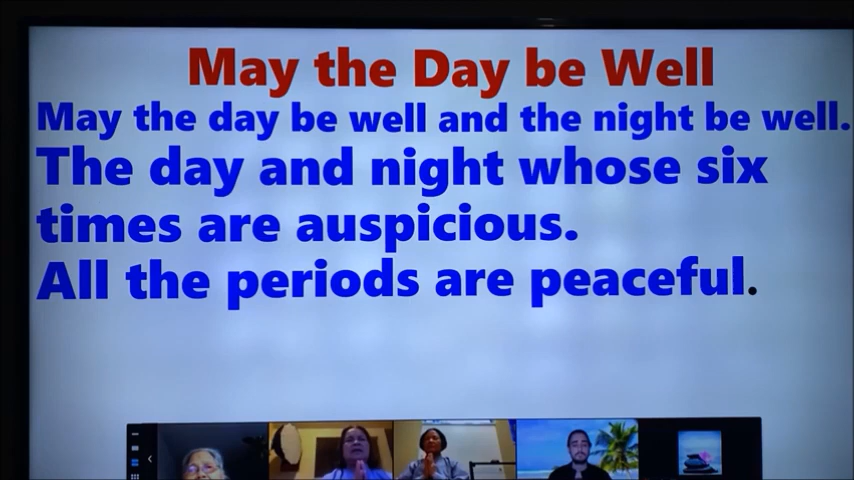 May the Day be Well
May the day be well and the night be well.
The day and night whose six
times are auspicious.
All the periods are peaceful.